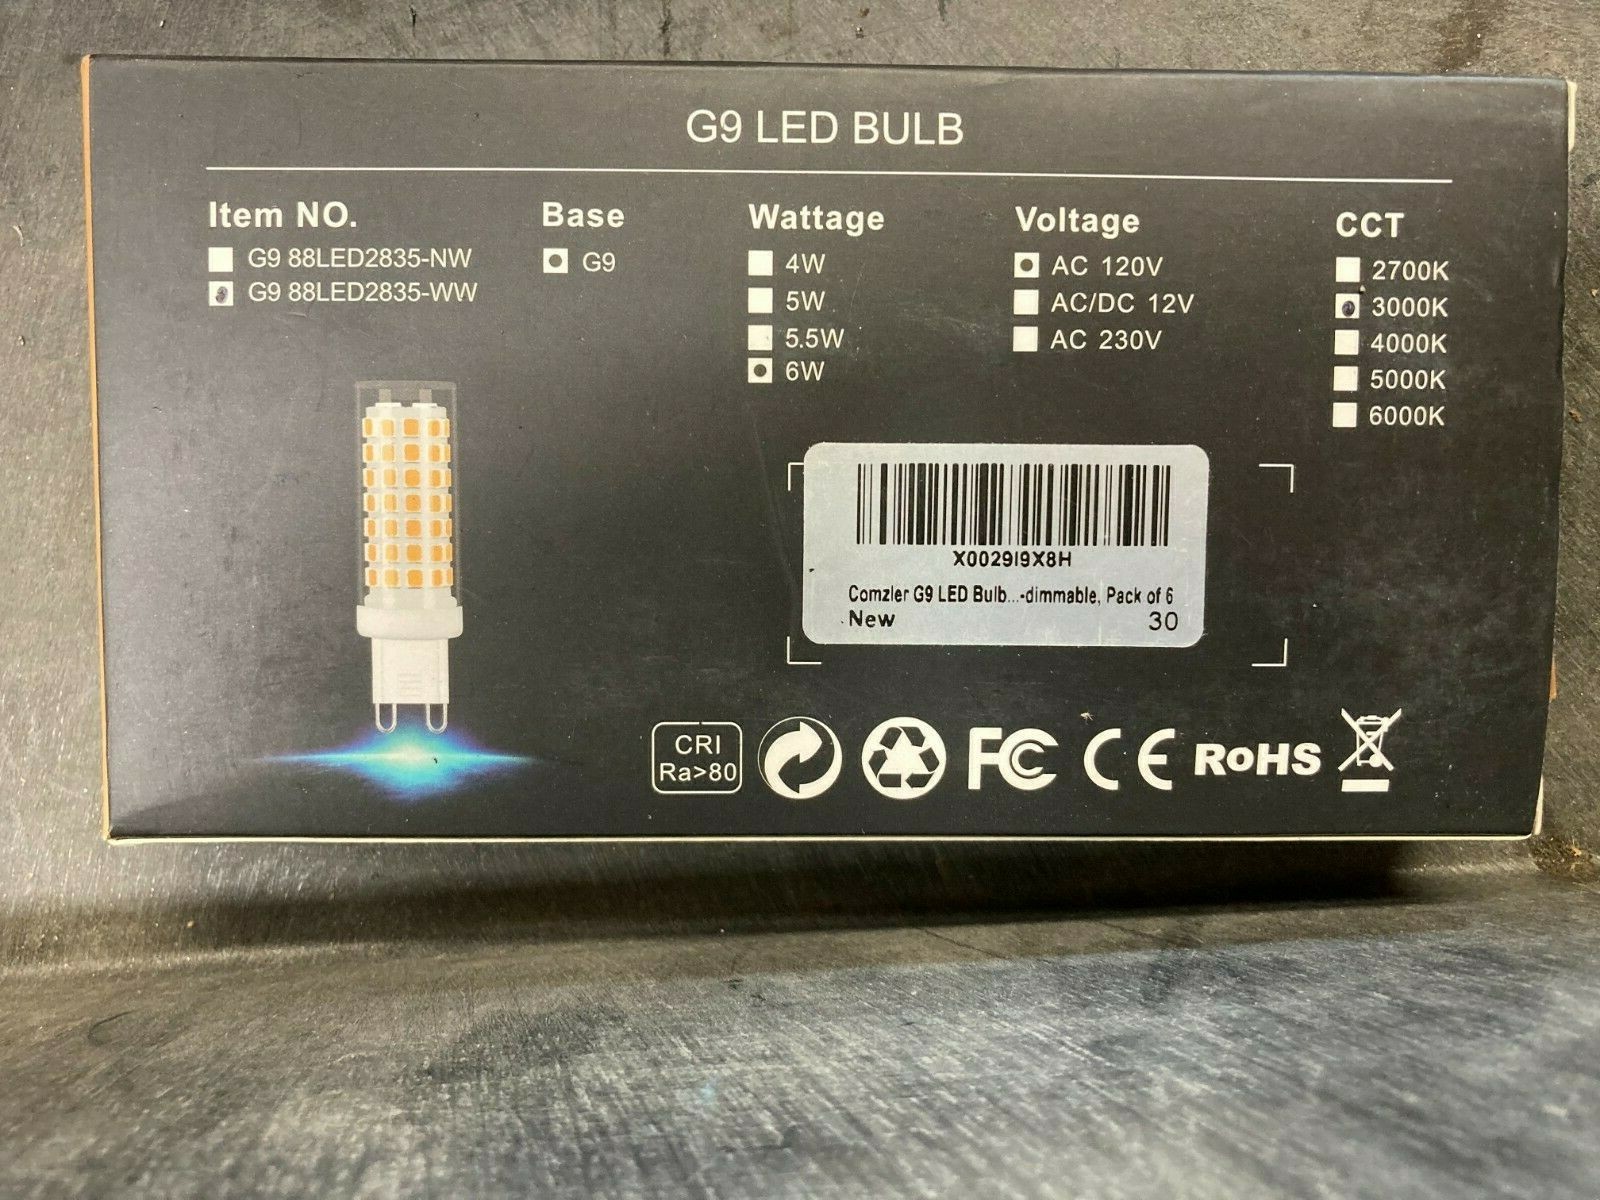 G9 LED BULB
Item NO.
G9 88LED2835-NW
G9 88LED2835-WW
Base
G9
Wattage
4W
5W
5.5W
6W
Voltage
AC 120V
AC/DC 12V
AC 230V
CCT
2700K
3000K
4000K
5000K
6000K
X0029I9X8H
Comzler G9 LED Bulb...-dimmable, Pack of 6
New 30
CRI
Ra>80
FC CE RoHS